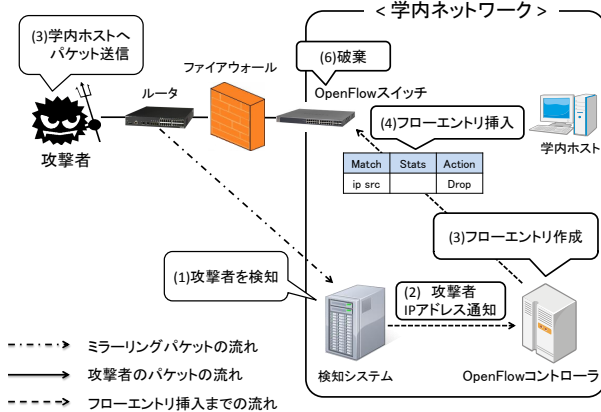 < 学内ネットワーク >
(3)学内ホストへ
パケット送信
ルータ
ファイアウォール
(6)破棄
OpenFlowスイッチ
攻撃者
(4)フローエントリ挿入
Match Stats Action
ip src Drop
学内ホスト
(3)フローエントリ作成
(1)攻撃者を検知
(2) 攻撃者
IPアドレス通知
検知システム
OpenFlowコントローラ
ミラーリングパケットの流れ
攻撃者のパケットの流れ
フローエントリ挿入までの流れ